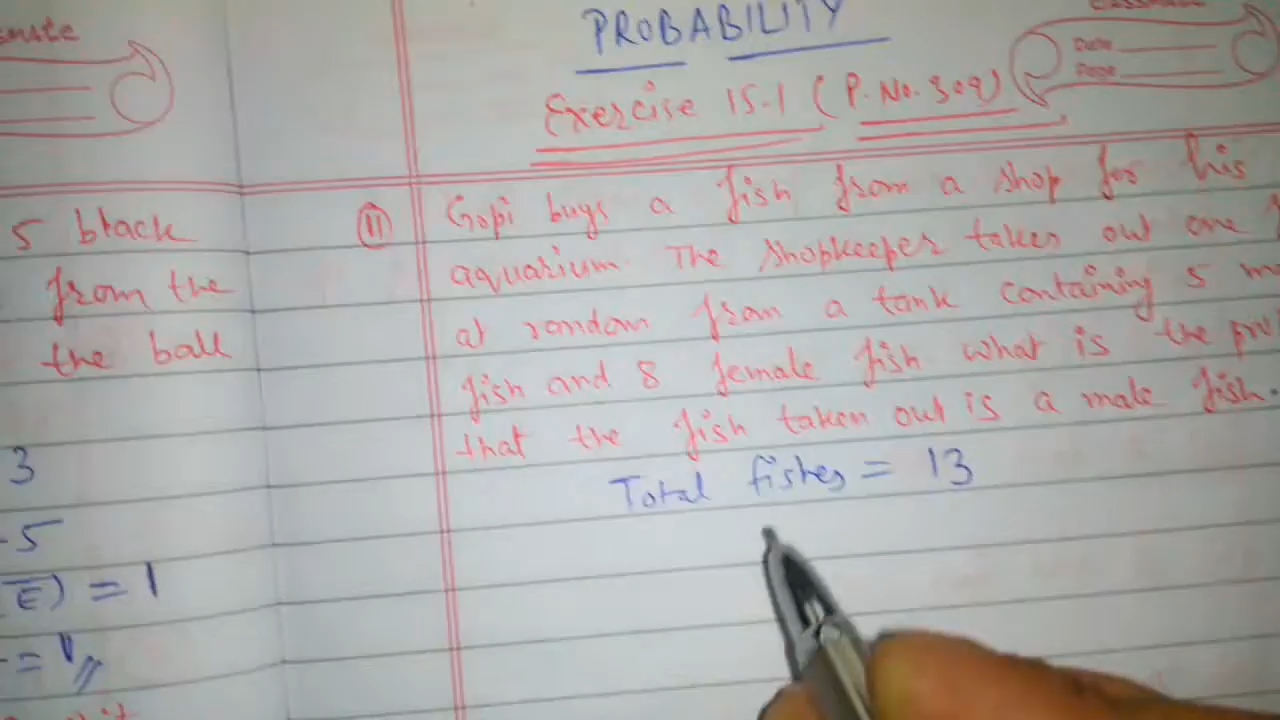 PROBABILITY
Exercise 15.1 (P. No. 309)
Date
Page
5 black
from the
the ball
3
5
E) = 1
(11) Gopi buys a fish from a shop for his
aquarium. The shopkeeper takes out one
at random from a tank containing 5
fish and 8 female fish what is the
that the fish taken out is a male fish.
Total fishes = 13